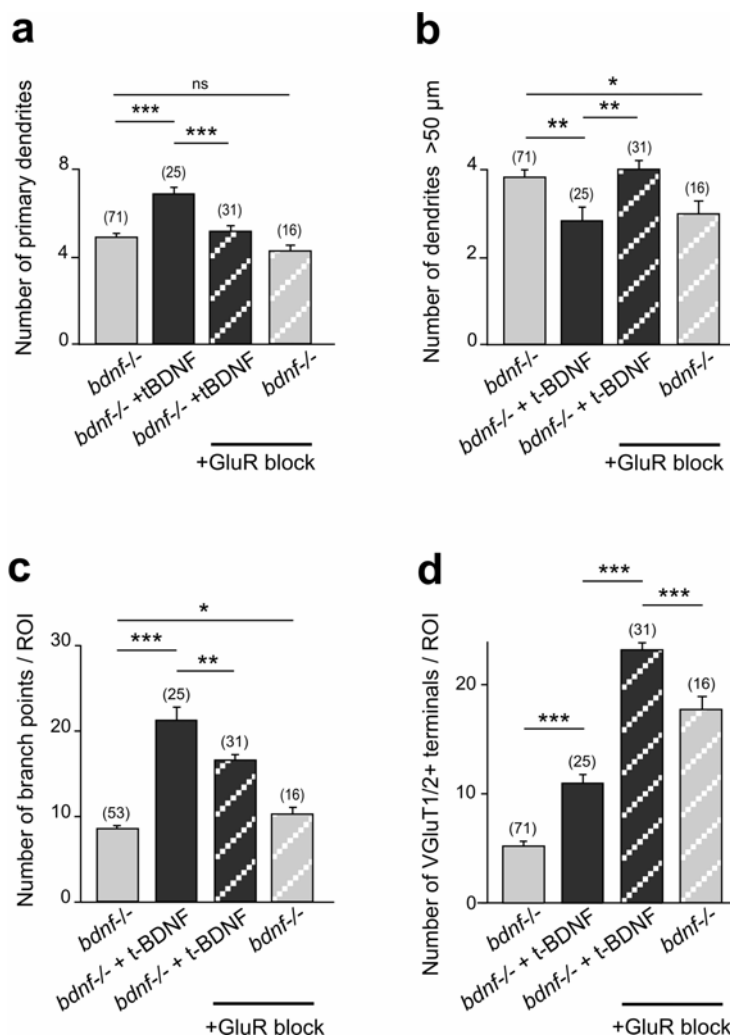 a
ns
***
***
Number of primary dendrites
8
4
0
(71)
(25)
(31)
(16)
bdnf-/-
bdnf-/- +tBDNF
bdnf-/- +tBDNF
bdnf-/-
+GluR block
b
*
**
**
Number of dendrites >50 µm
4
2
0
(71)
(25)
(31)
(16)
bdnf-/-
bdnf-/- + t-BDNF
bdnf-/- + t-BDNF
bdnf-/-
+GluR block
c
*
***
**
Number of branch points / ROI
30
20
10
0
(53)
(25)
(31)
(16)
bdnf-/-
bdnf-/- + t-BDNF
bdnf-/- + t-BDNF
bdnf-/-
+GluR block
d
***
***
***
Number of VGluT1/2+ terminals / ROI
20
10
0
(71)
(25)
(31)
(16)
bdnf-/-
bdnf-/- + t-BDNF
bdnf-/- + t-BDNF
bdnf-/-
+GluR block